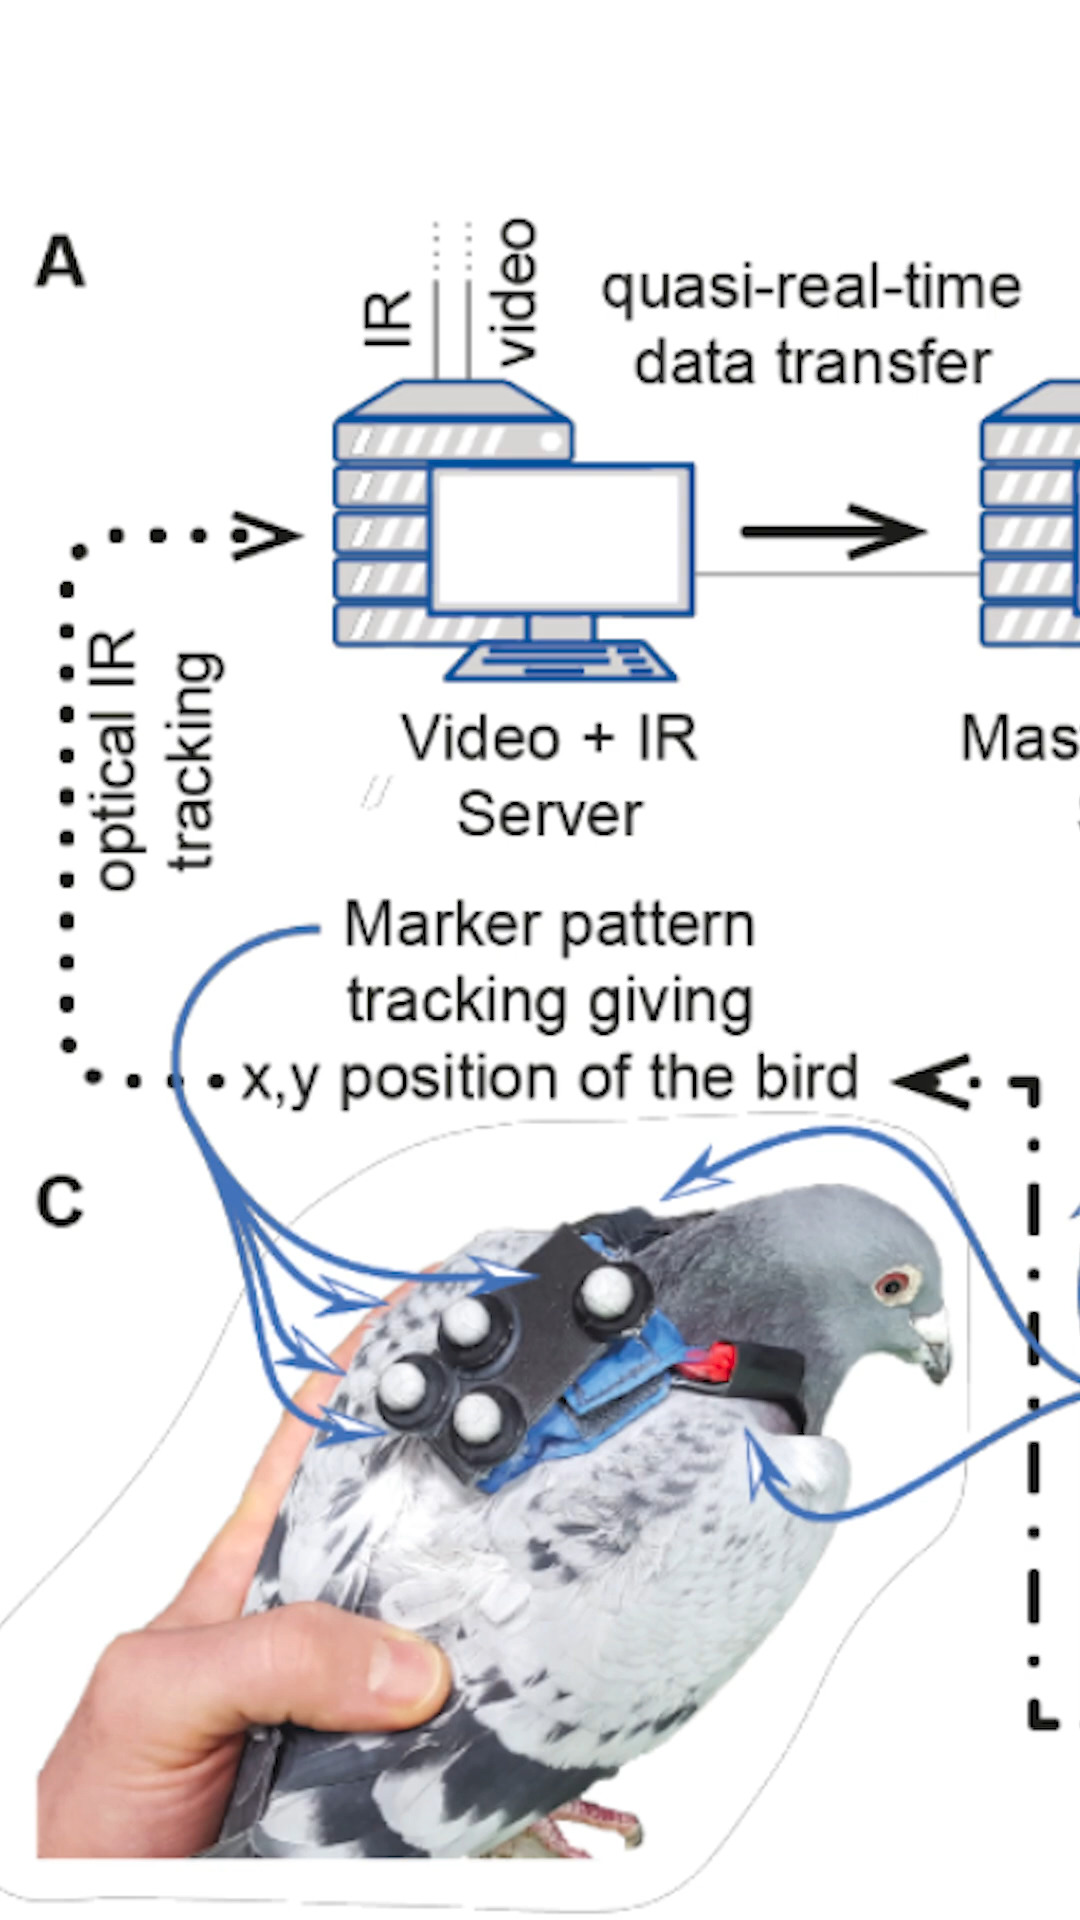 A
IR
video
quasi-real-time
data transfer
optical IR
tracking
Video + IR
Server
Mas
Marker pattern
tracking giving
x,y position of the bird
C